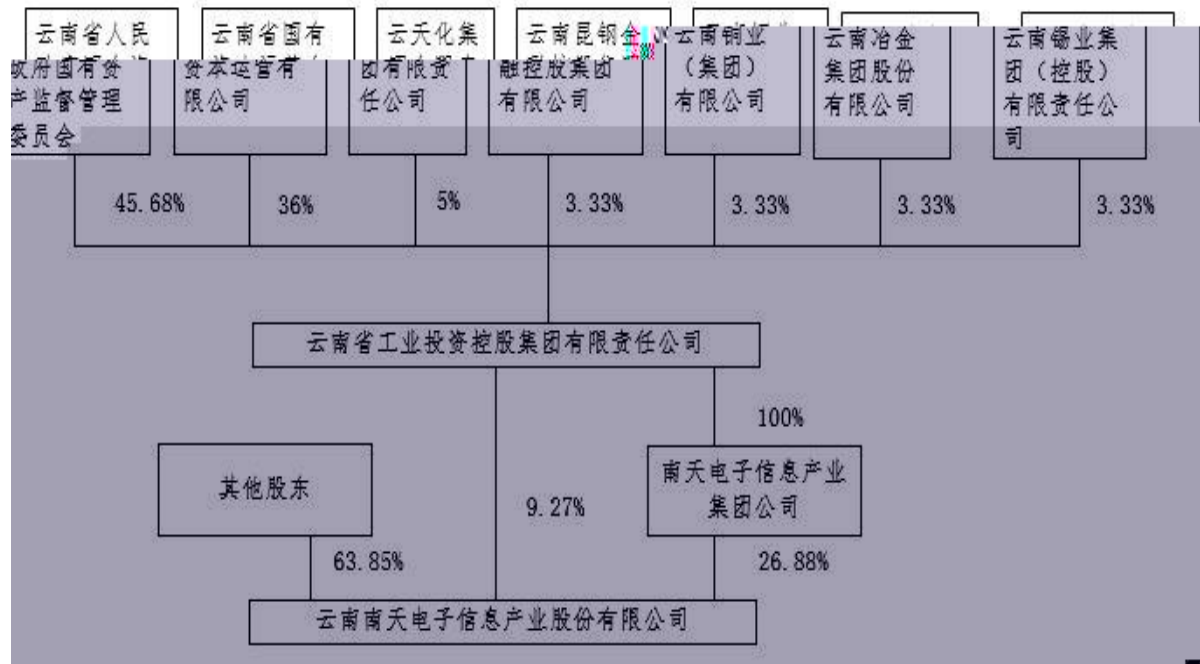 云南省人民
政府国有资
产监督管理
委员会
云南省国有
资本运营有
限公司
云天化集
团有限责
任公司
云南昆钢金
融控股集团
有限公司
云南铜业
（集团）
有限公司
云南冶金
集团股份
有限公司
云南锡业集
团（控股）
有限责任公
司
45.68%
36%
5%
3.33%
3.33%
3.33%
3.33%
云南省工业投资控股集团有限责任公司
100%
其他股东
南天电子信息产业
集团公司
9.27%
63.85%
26.88%
云南南天电子信息产业股份有限公司